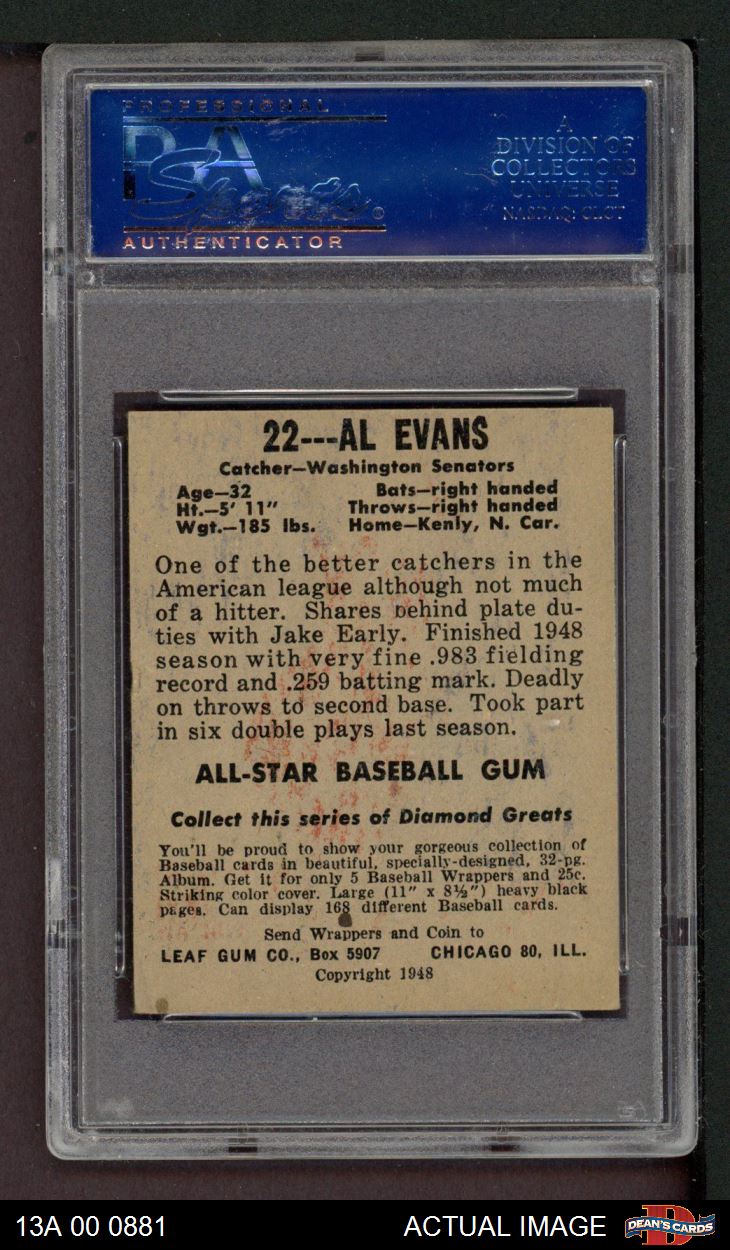 PROFESSIONAL
PSA
Sports
AUTHENTICATOR
A
DIVISION OF
COLLECTORS
UNIVERSE
NASDAQ: CLCT
22---AL EVANS
Catcher—Washington Senators
Age—32 Bats—right handed
Ht.—5' 11" Throws—right handed
Wgt.—185 lbs. Home—Kenly, N. Car.
One of the better catchers in the
American league although not much
of a hitter. Shares behind plate du-
ties with Jake Early. Finished 1948
season with very fine .983 fielding
record and .259 batting mark. Deadly
on throws to second base. Took part
in six double plays last season.
ALL-STAR BASEBALL GUM
Collect this series of Diamond Greats
You'll be proud to show your gorgeous collection of
Baseball cards in beautiful, specially-designed, 32-pg.
Album. Get it for only 5 Baseball Wrappers and 25c.
Striking color cover. Large (11" x 8½") heavy black
pages. Can display 168 different Baseball cards.
Send Wrappers and Coin to
LEAF GUM CO., Box 5907 CHICAGO 80, ILL.
Copyright 1948
13A 00 0881 ACTUAL IMAGE DEAN'S CARDS